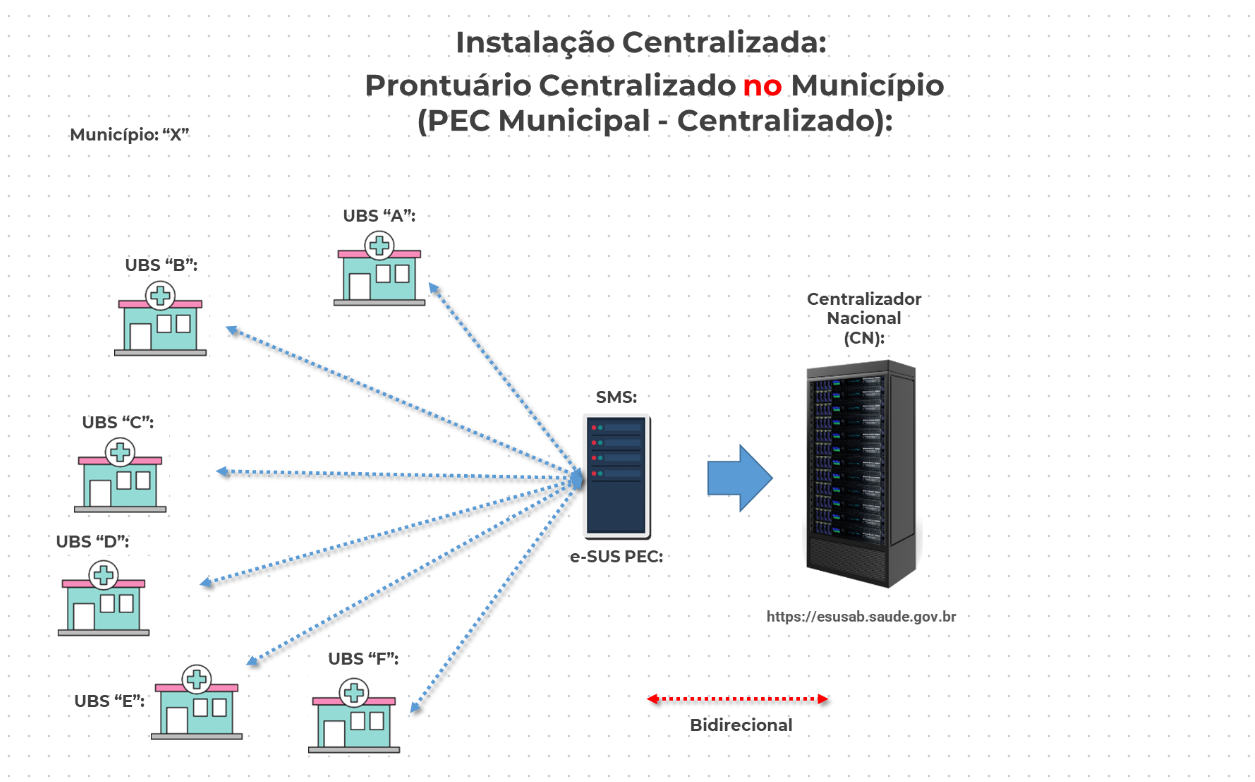 Instalação Centralizada:
Prontuário Centralizado no Município
(PEC Municipal - Centralizado):
Município: “X”
UBS “A”:
UBS “B”:
Centralizador
Nacional
(CN):
SMS:
UBS “C”:
UBS “D”:
e-SUS PEC:
https://esusab.saude.gov.br
UBS “F”:
UBS “E”:
Bidirecional